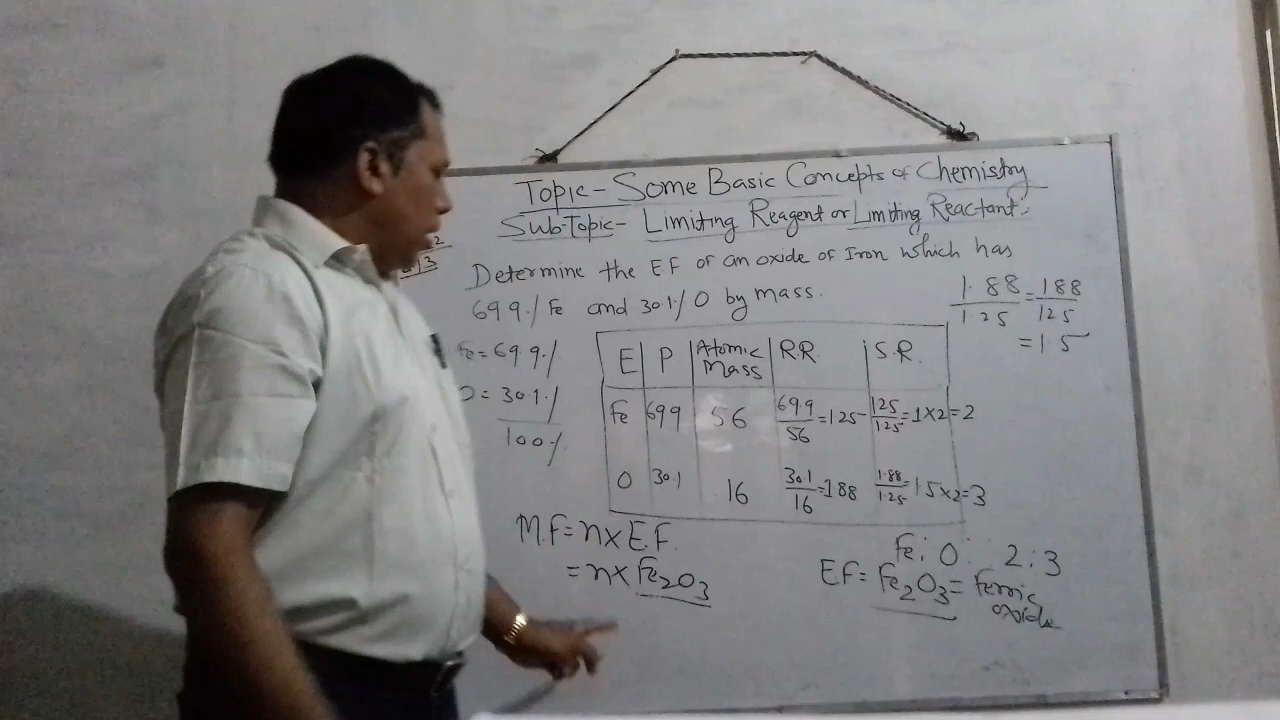 Topic - Some Basic Concepts of Chemistry
Sub-Topic - Limiting Reagent or Limiting Reactant:
Determine the EF of an oxide of Iron which has
69.9% Fe and 30.1% O by mass.
1.88/1.25 = 188/125
= 1.5
Fe = 69.9%
O = 30.1%
100%
E P Atomic Mass R.R. S.R.
Fe 69.9 56 69.9/56 = 1.25 1.25/1.25 = 1 x 2 = 2
O 30.1 16 30.1/16 = 1.88 1.88/1.25 = 1.5 x 2 = 3
M.F = n x E.F.
= n x Fe2O3
Fe : O : 2 : 3
EF = Fe2O3 = Ferric
oxide